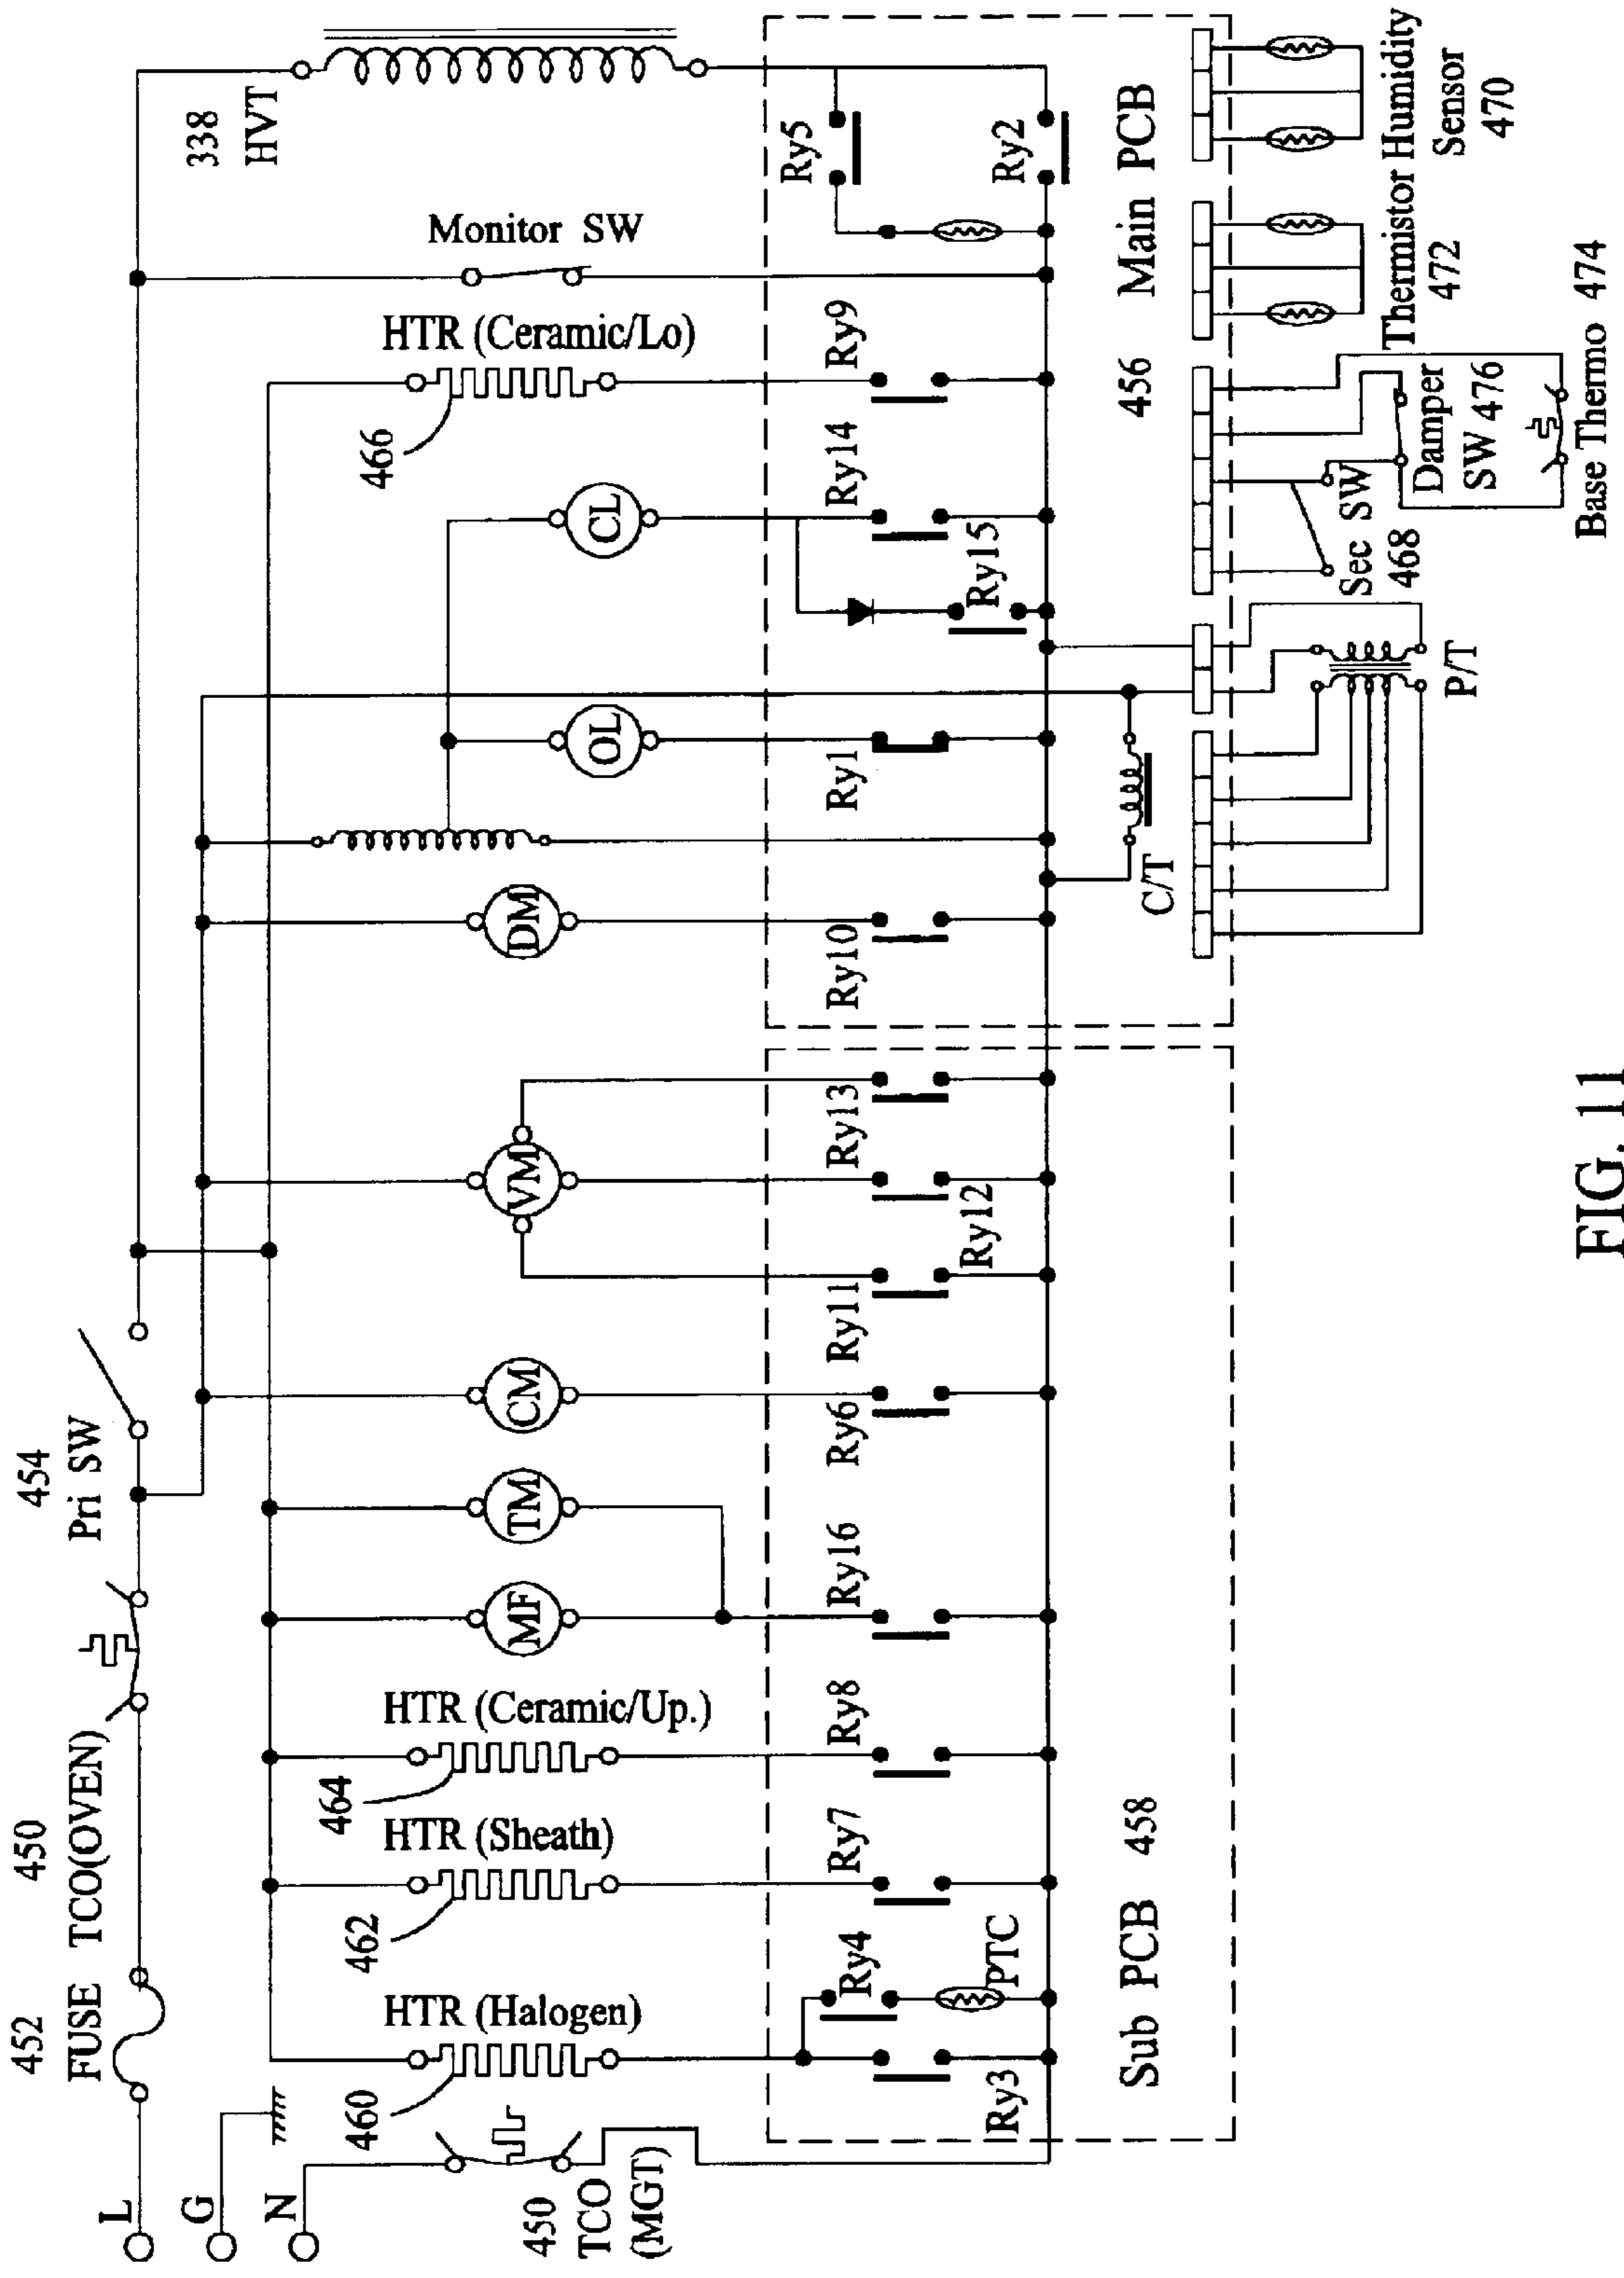 452
450
454
FUSE
TCO(OVEN)
Pri SW
L
G
N
338
HVT
Monitor SW
HTR (Halogen)
460
HTR (Sheath)
462
HTR (Ceramic/Up.)
464
HTR (Ceramic/Lo)
466
MF
TM
CM
VM
DM
OL
CL
450
TCO
(MGT)
Ry3
Ry4
PTC
Ry7
Ry8
Ry16
Ry6
Ry11
Ry12
Ry13
Ry10
Ry1
Ry15
Ry14
Ry9
Ry5
Ry2
Sub PCB 458
456 Main PCB
C/T
P/T
Sec SW
468
Damper
SW 476
Base Thermo 474
Thermistor
472
Humidity
Sensor
470
FIG. 11